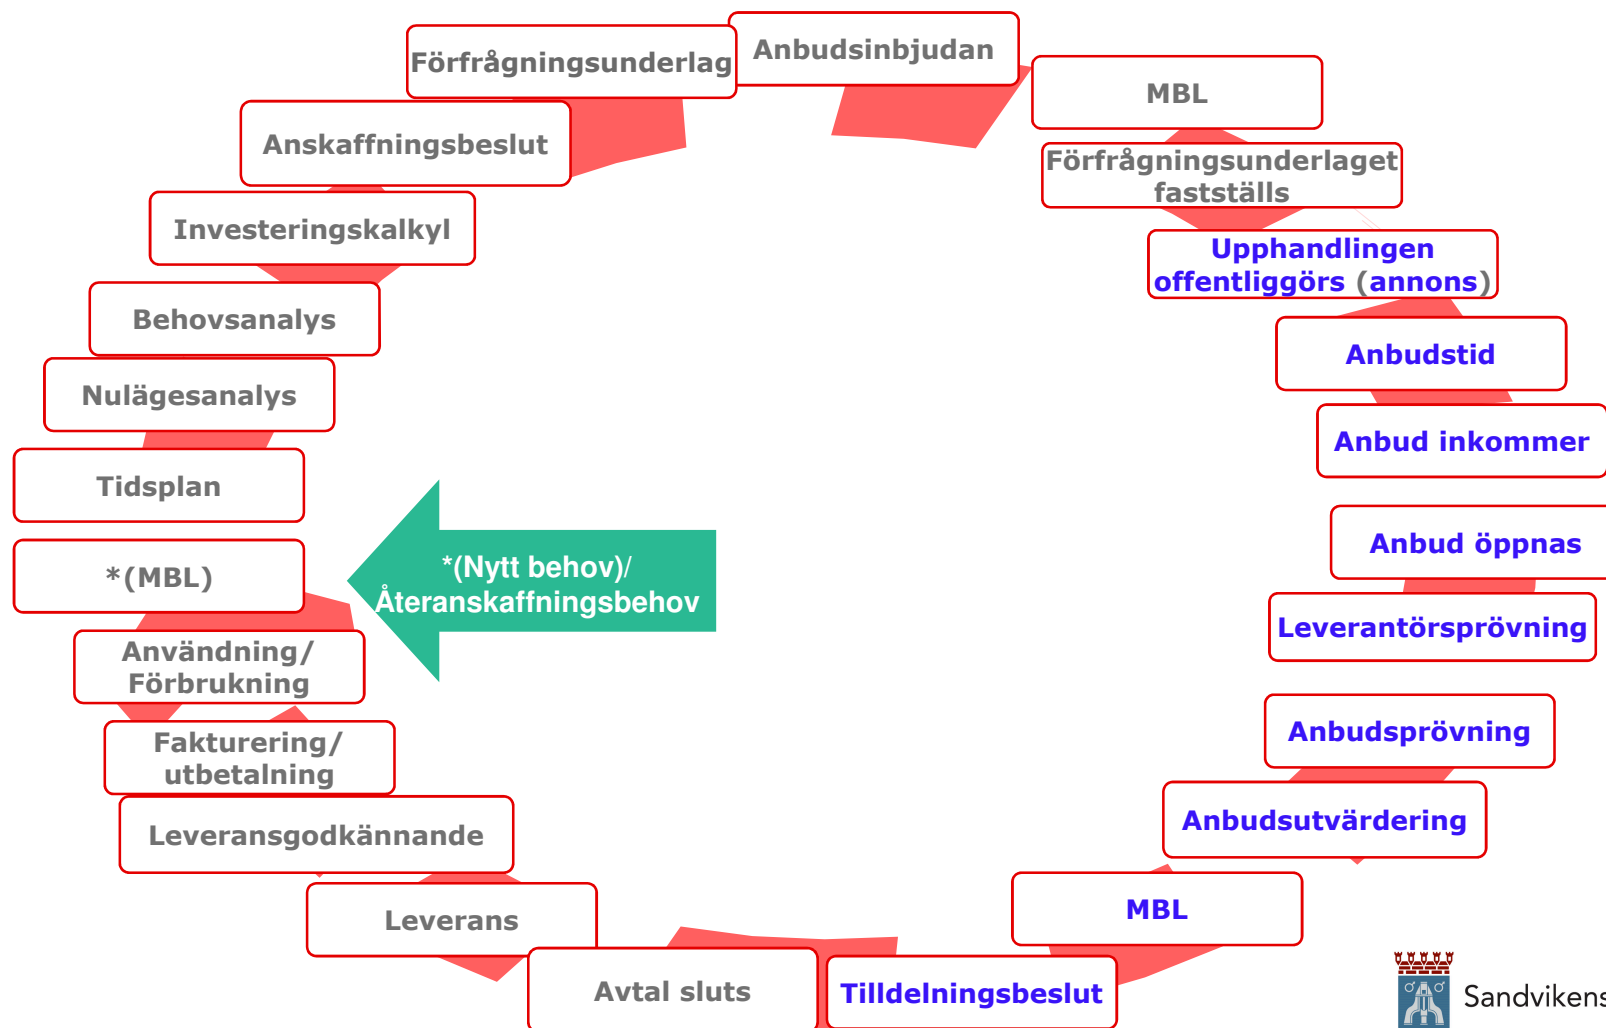 Anbudsinbjudan
Förfrågningsunderlag
MBL
Anskaffningsbeslut
Förfrågningsunderlaget
fastställs
Investeringskalkyl
Upphandlingen
offentliggörs (annons)
Behovsanalys
Anbudstid
Nulägesanalys
Anbud inkommer
Tidsplan
Anbud öppnas
*(MBL)
*(Nytt behov)/
Återanskaffningsbehov
Leverantörsprövning
Användning/
Förbrukning
Anbudsprövning
Fakturering/
utbetalning
Anbudsutvärdering
Leveransgodkännande
MBL
Leverans
Avtal sluts
Tilldelningsbeslut
Sandvikens